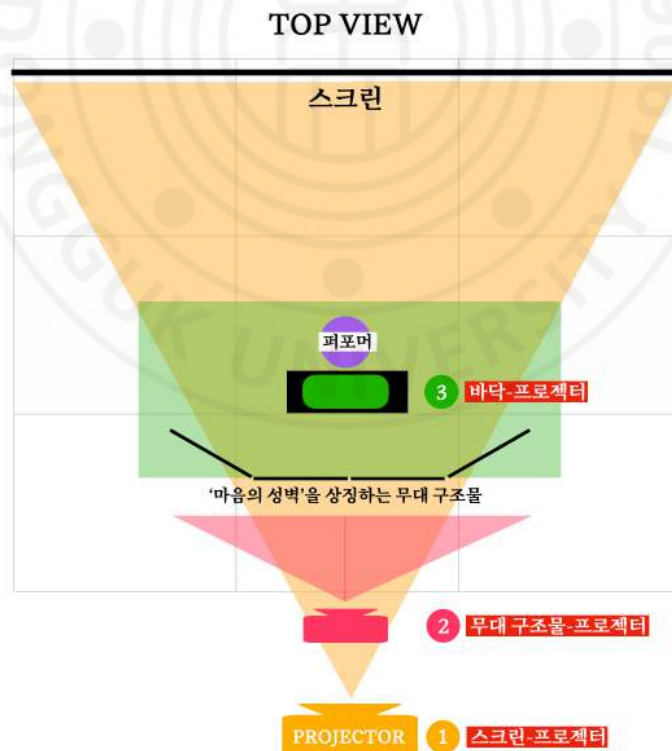 TOP VIEW
스크린
퍼포머
3 바닥-프로젝터
‘마음의 성벽’을 상징하는 무대 구조물
2 무대 구조물-프로젝터
PROJECTOR 1 스크린-프로젝터
DONGGUK UNIVERSITY